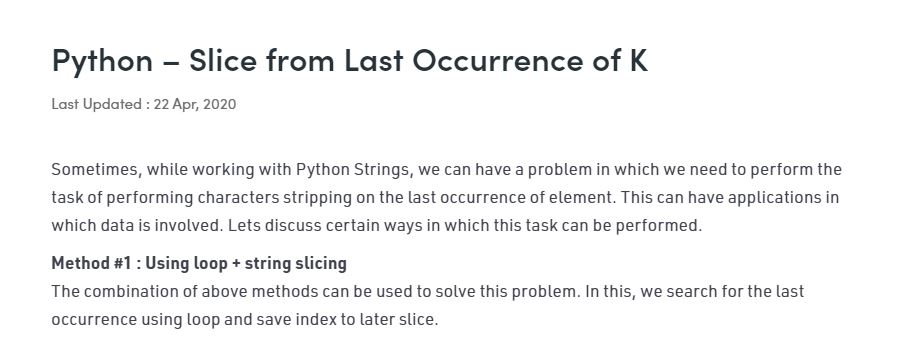 Python – Slice from Last Occurrence of K
Last Updated : 22 Apr, 2020
Sometimes, while working with Python Strings, we can have a problem in which we need to perform the
task of performing characters stripping on the last occurrence of element. This can have applications in
which data is involved. Lets discuss certain ways in which this task can be performed.
Method #1 : Using loop + string slicing
The combination of above methods can be used to solve this problem. In this, we search for the last
occurrence using loop and save index to later slice.